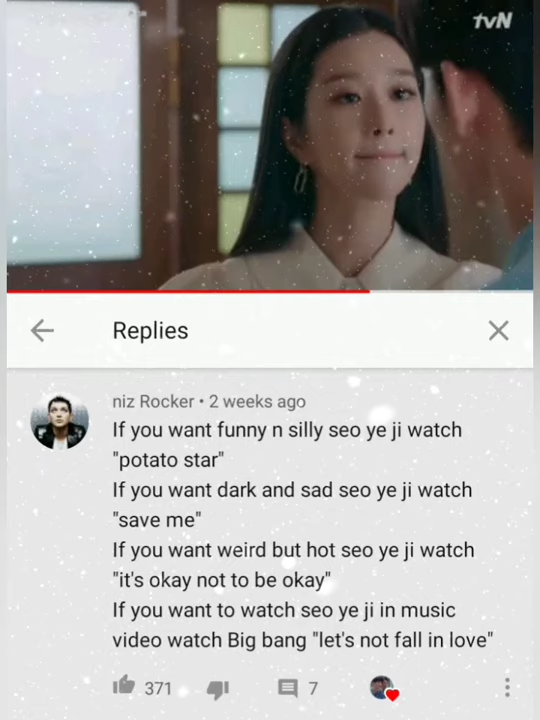 tvN
Replies
niz Rocker • 2 weeks ago
If you want funny n silly seo ye ji watch
"potato star"
If you want dark and sad seo ye ji watch
"save me"
If you want weird but hot seo ye ji watch
"it's okay not to be okay"
If you want to watch seo ye ji in music
video watch Big bang "let's not fall in love"
371
7